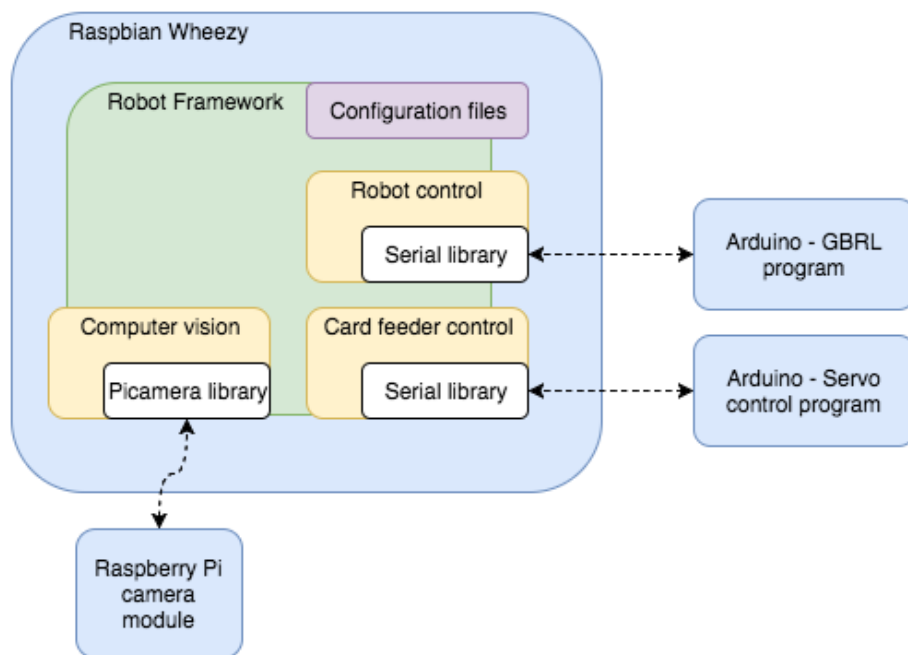 Raspbian Wheezy
Robot Framework
Configuration files
Robot control
Serial library
Arduino - GBRL
program
Computer vision
Picamera library
Card feeder control
Serial library
Arduino - Servo
control program
Raspberry Pi
camera
module